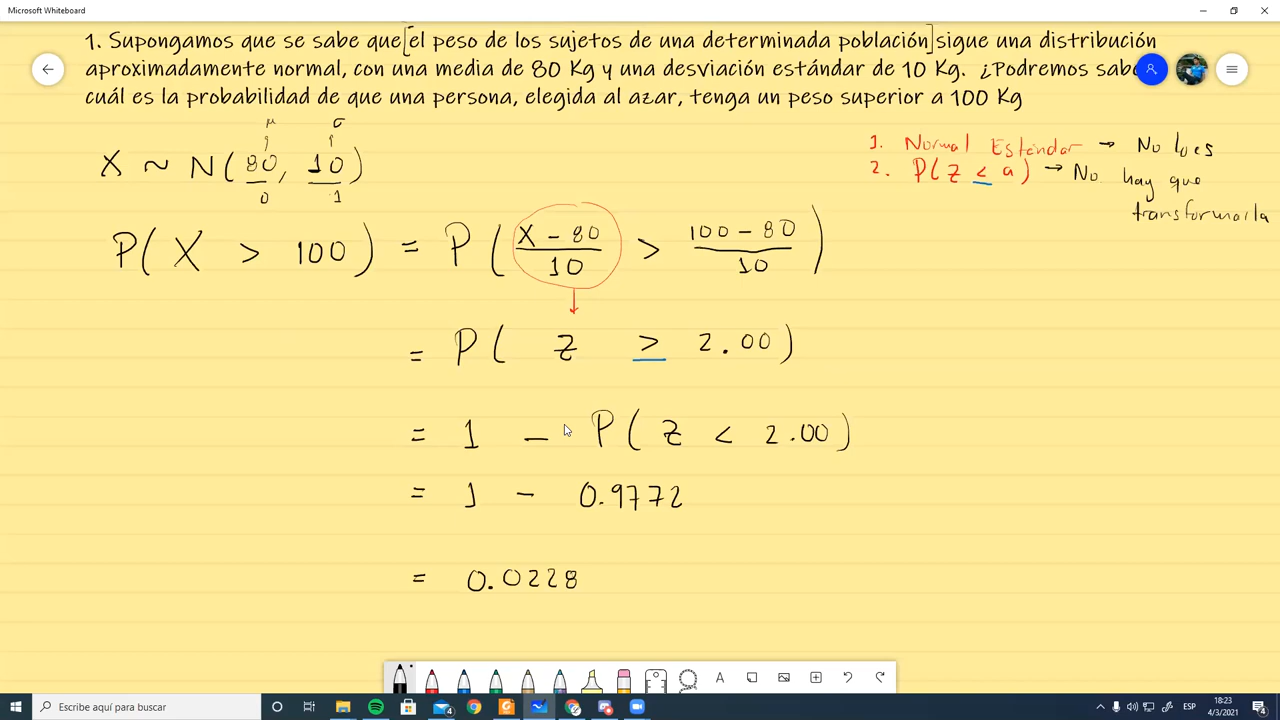 Microsoft Whiteboard
1. Supongamos que se sabe que[el peso de los sujetos de una determinada población]sigue una distribución
aproximadamente normal, con una media de 80 Kg y una desviación estándar de 10 Kg. ¿Podremos sabe
cuál es la probabilidad de que una persona, elegida al azar, tenga un peso superior a 100 Kg
μ σ
X ~ N(80, 10)
0 1
1. Normal Estándar → No lo es
2. P(Z < a) → No. hay que
transformarla
P( X > 100 ) = P( X - 80 / 10 > 100 - 80 / 10 )
= P( Z > 2.00 )
= 1 - P( Z < 2.00 )
= 1 - 0.9772
= 0.0228
A
Escribe aquí para buscar
ESP
18:23
4/3/2021
4
4